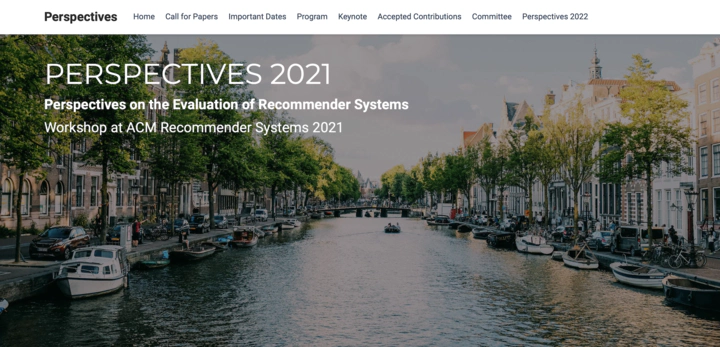 Perspectives Home Call for Papers Important Dates Program Keynote Accepted Contributions Committee Perspectives 2022
PERSPECTIVES 2021
Perspectives on the Evaluation of Recommender Systems
Workshop at ACM Recommender Systems 2021